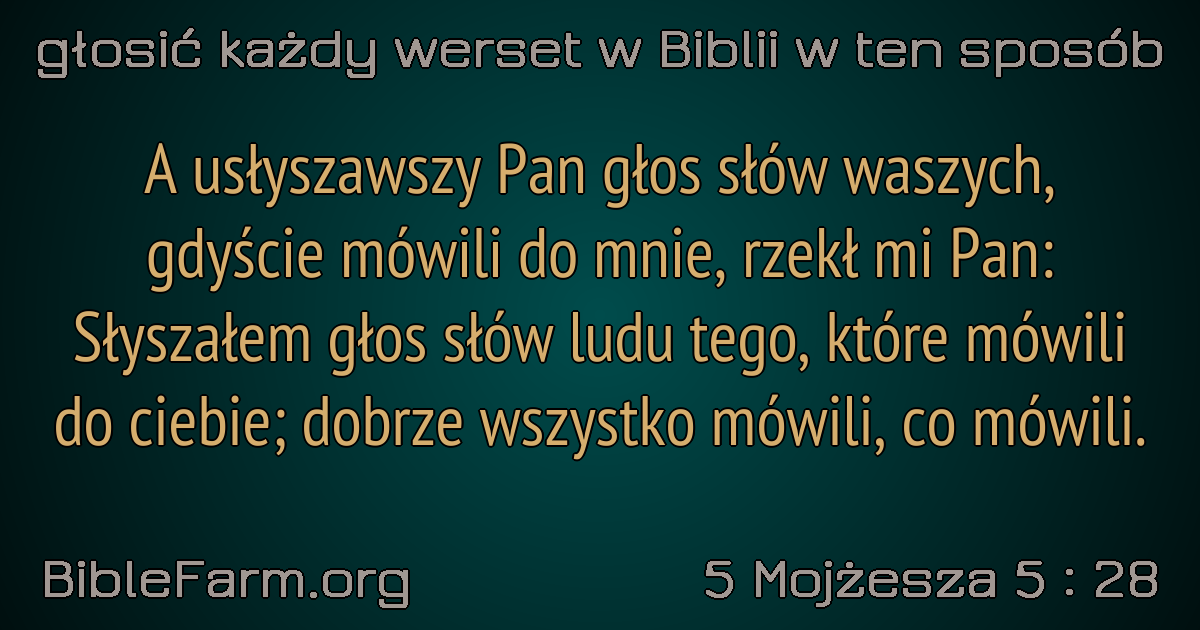 głosić każdy werset w Biblii w ten sposób
A usłyszawszy Pan głos słów waszych,
gdyście mówili do mnie, rzekł mi Pan:
Słyszałem głos słów ludu tego, które mówili
do ciebie; dobrze wszystko mówili, co mówili.
BibleFarm.org
5 Mojżesza 5 : 28